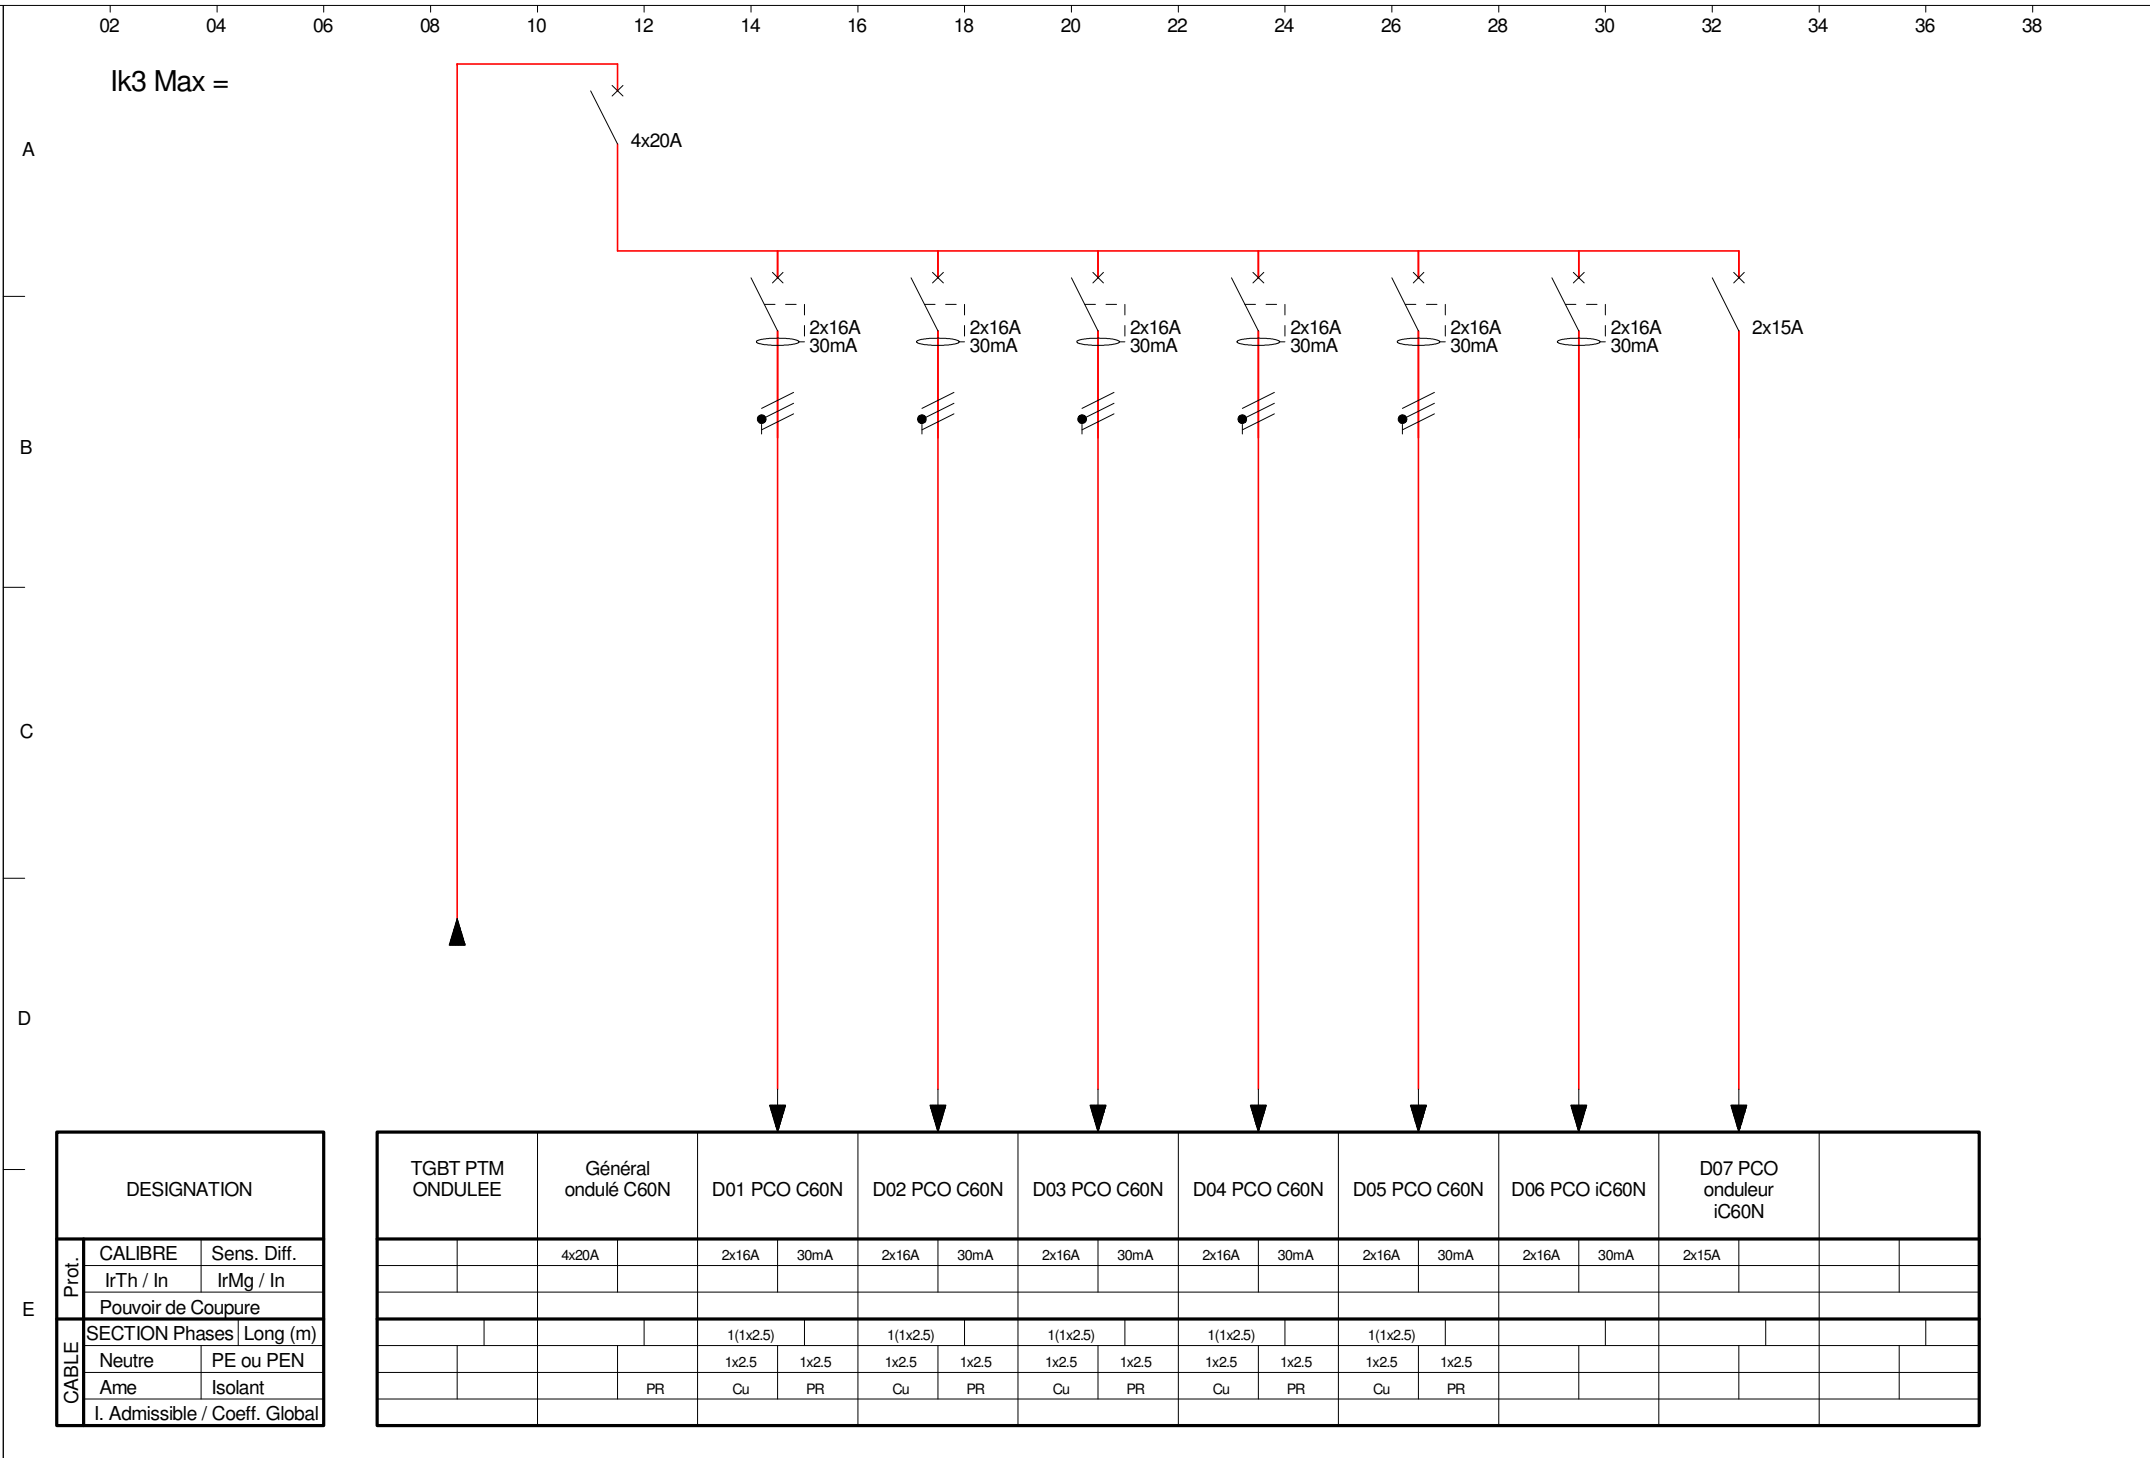 02 04 06 08 10 12 14 16 18 20 22 24 26 28 30 32 34 36 38
Ik3 Max =
A
4x20A
2x16A 2x16A 2x16A 2x16A 2x16A 2x16A 2x15A
30mA 30mA 30mA 30mA 30mA 30mA
B
C
D
DESIGNATION
TGBT PTM
ONDULEE
Général
ondulé C60N
D01 PCO C60N
D02 PCO C60N
D03 PCO C60N
D04 PCO C60N
D05 PCO C60N
D06 PCO iC60N
D07 PCO
onduleur
iC60N
E
Prot.
CALIBRE Sens. Diff. 4x20A 2x16A 30mA 2x16A 30mA 2x16A 30mA 2x16A 30mA 2x16A 30mA 2x16A 30mA 2x15A
IrTh / In IrMg / In
Pouvoir de Coupure
CABLE
SECTION Phases Long (m) 1(1x2.5) 1(1x2.5) 1(1x2.5) 1(1x2.5) 1(1x2.5)
Neutre PE ou PEN 1x2.5 1x2.5 1x2.5 1x2.5 1x2.5 1x2.5 1x2.5 1x2.5 1x2.5 1x2.5
Ame Isolant PR Cu PR Cu PR Cu PR Cu PR Cu PR
I. Admissible / Coeff. Global